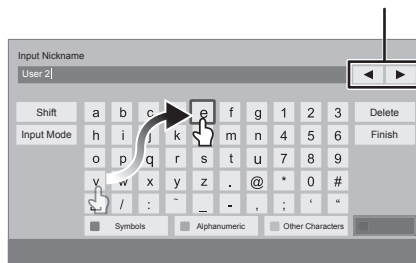 Input Nickname
User 2
◀ ▶
Shift a b c e f g 1 2 3 Delete
Input Mode h i j k m n 4 5 6 Finish
o p q r s t u 7 8 9
v w x y z . @ * 0 #
/ : ~ _ - , ; ‘ “
Symbols Alphanumeric Other Characters